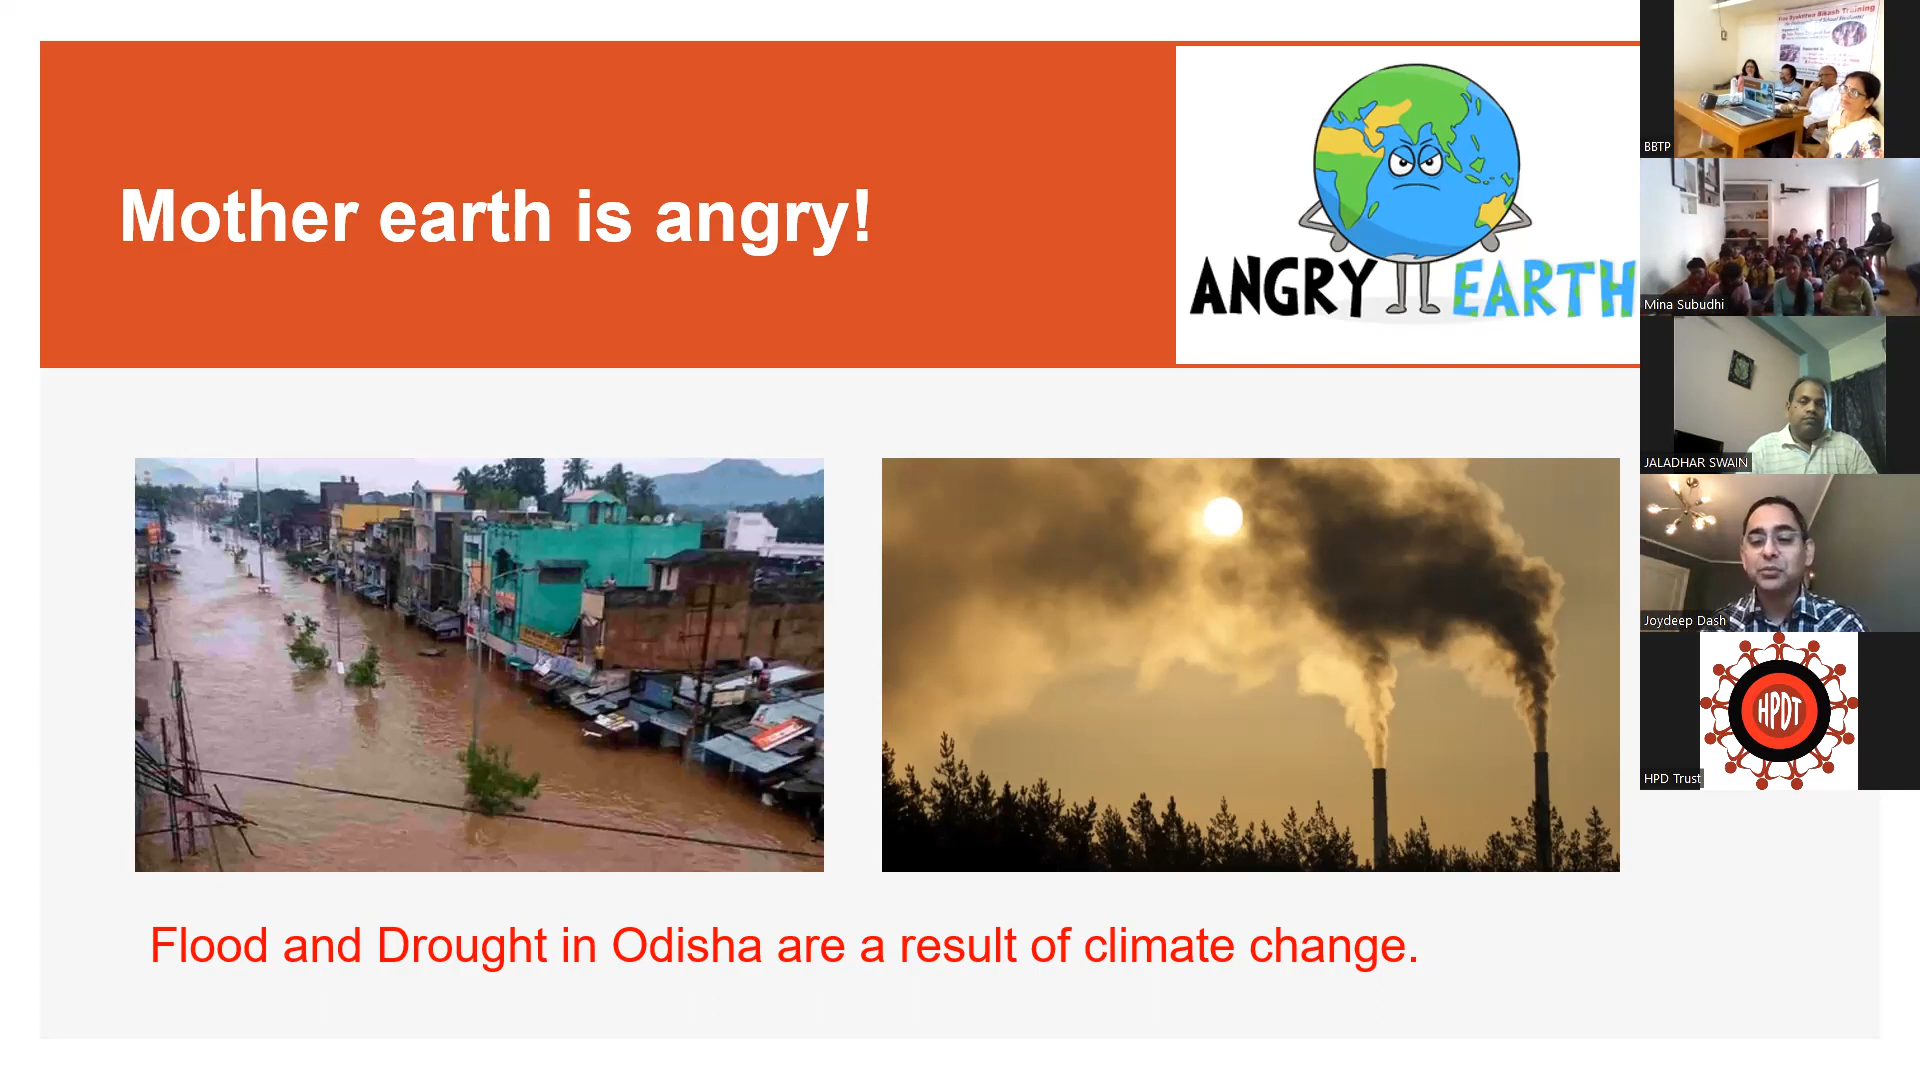 Mother earth is angry!
ANGRY EARTH
Flood and Drought in Odisha are a result of climate change.
BBTP
Mina Subudhi
JALADHAR SWAIN
Joydeep Dash
HPDT
HPD Trust